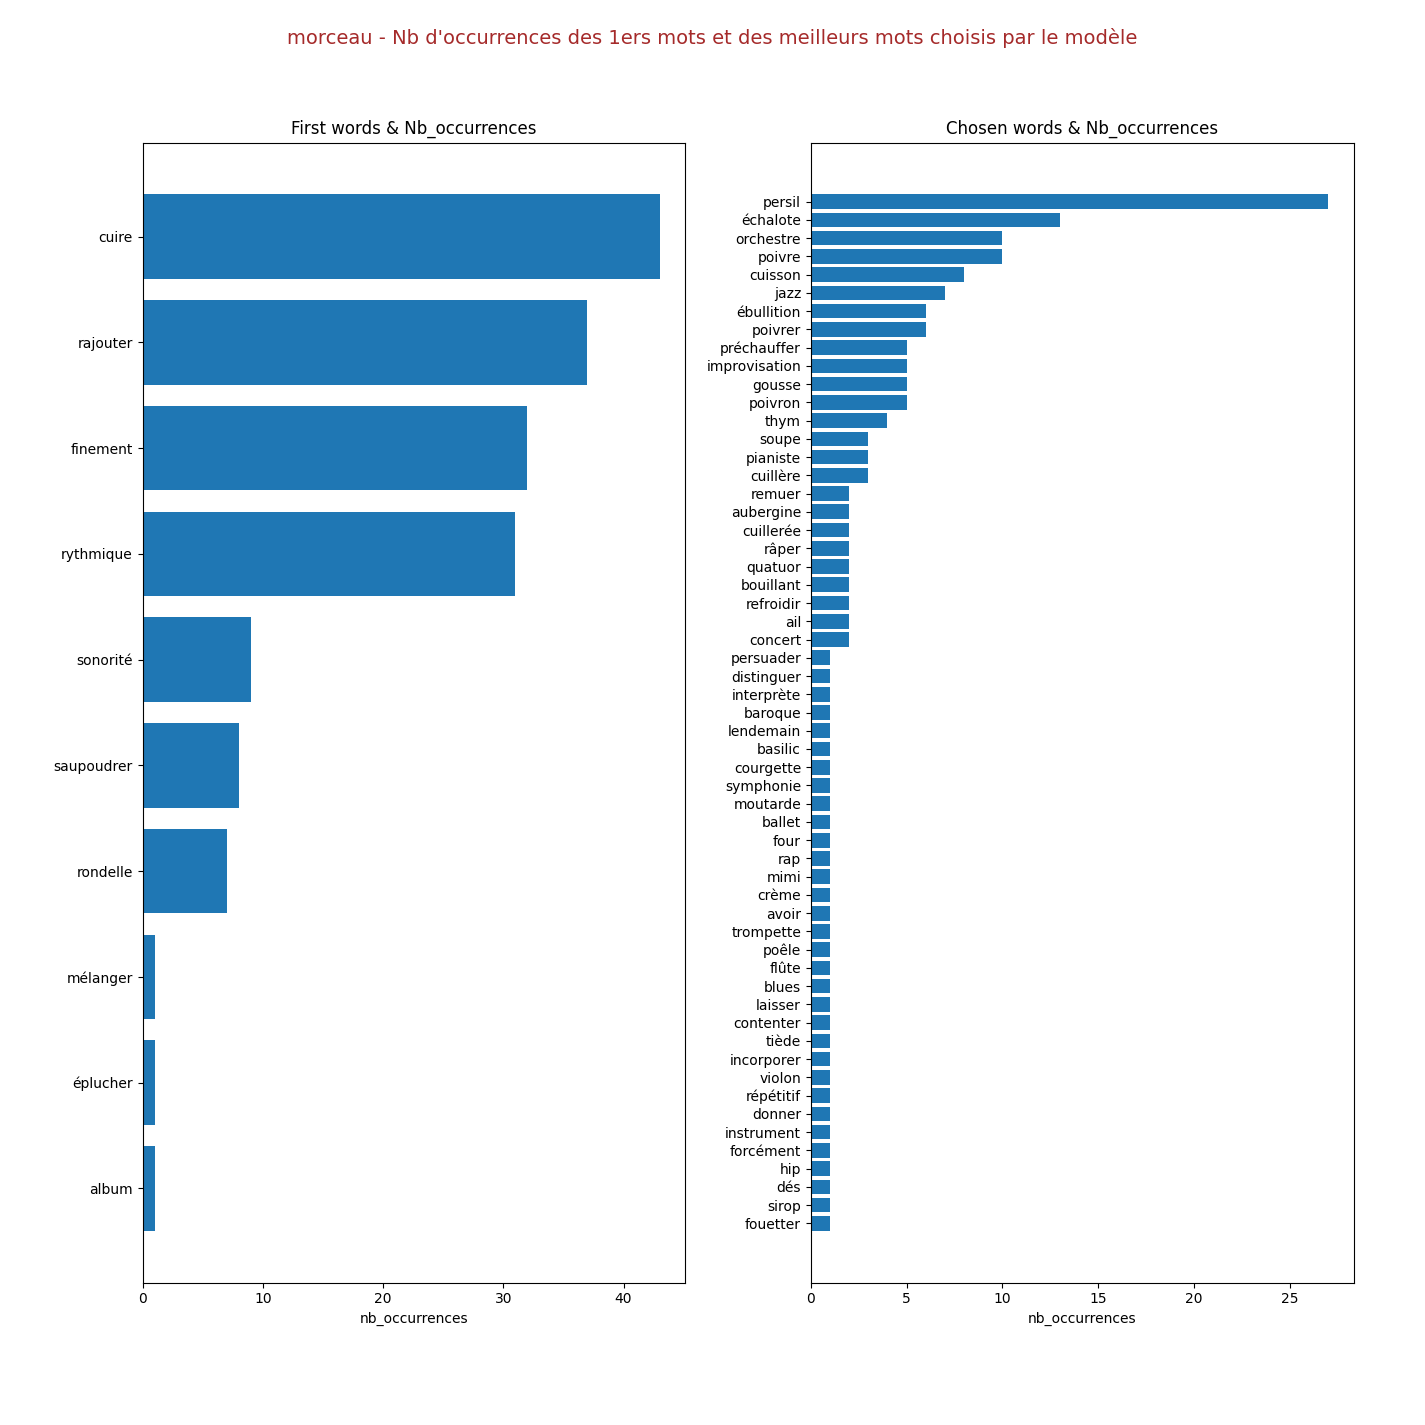 morceau - Nb d'occurrences des 1ers mots et des meilleurs mots choisis par le modèle
First words & Nb_occurrences
cuire
rajouter
finement
rythmique
sonorité
saupoudrer
rondelle
mélanger
éplucher
album
0 10 20 30 40
nb_occurrences
Chosen words & Nb_occurrences
persil
échalote
orchestre
poivre
cuisson
jazz
ébullition
poivrer
préchauffer
improvisation
gousse
poivron
thym
soupe
pianiste
cuillère
remuer
aubergine
cuillerée
râper
quatuor
bouillant
refroidir
ail
concert
persuader
distinguer
interprète
baroque
lendemain
basilic
courgette
symphonie
moutarde
ballet
four
rap
mimi
crème
avoir
trompette
poêle
flûte
blues
laisser
contenter
tiède
incorporer
violon
répétitif
donner
instrument
forcément
hip
dés
sirop
fouetter
0 5 10 15 20 25
nb_occurrences